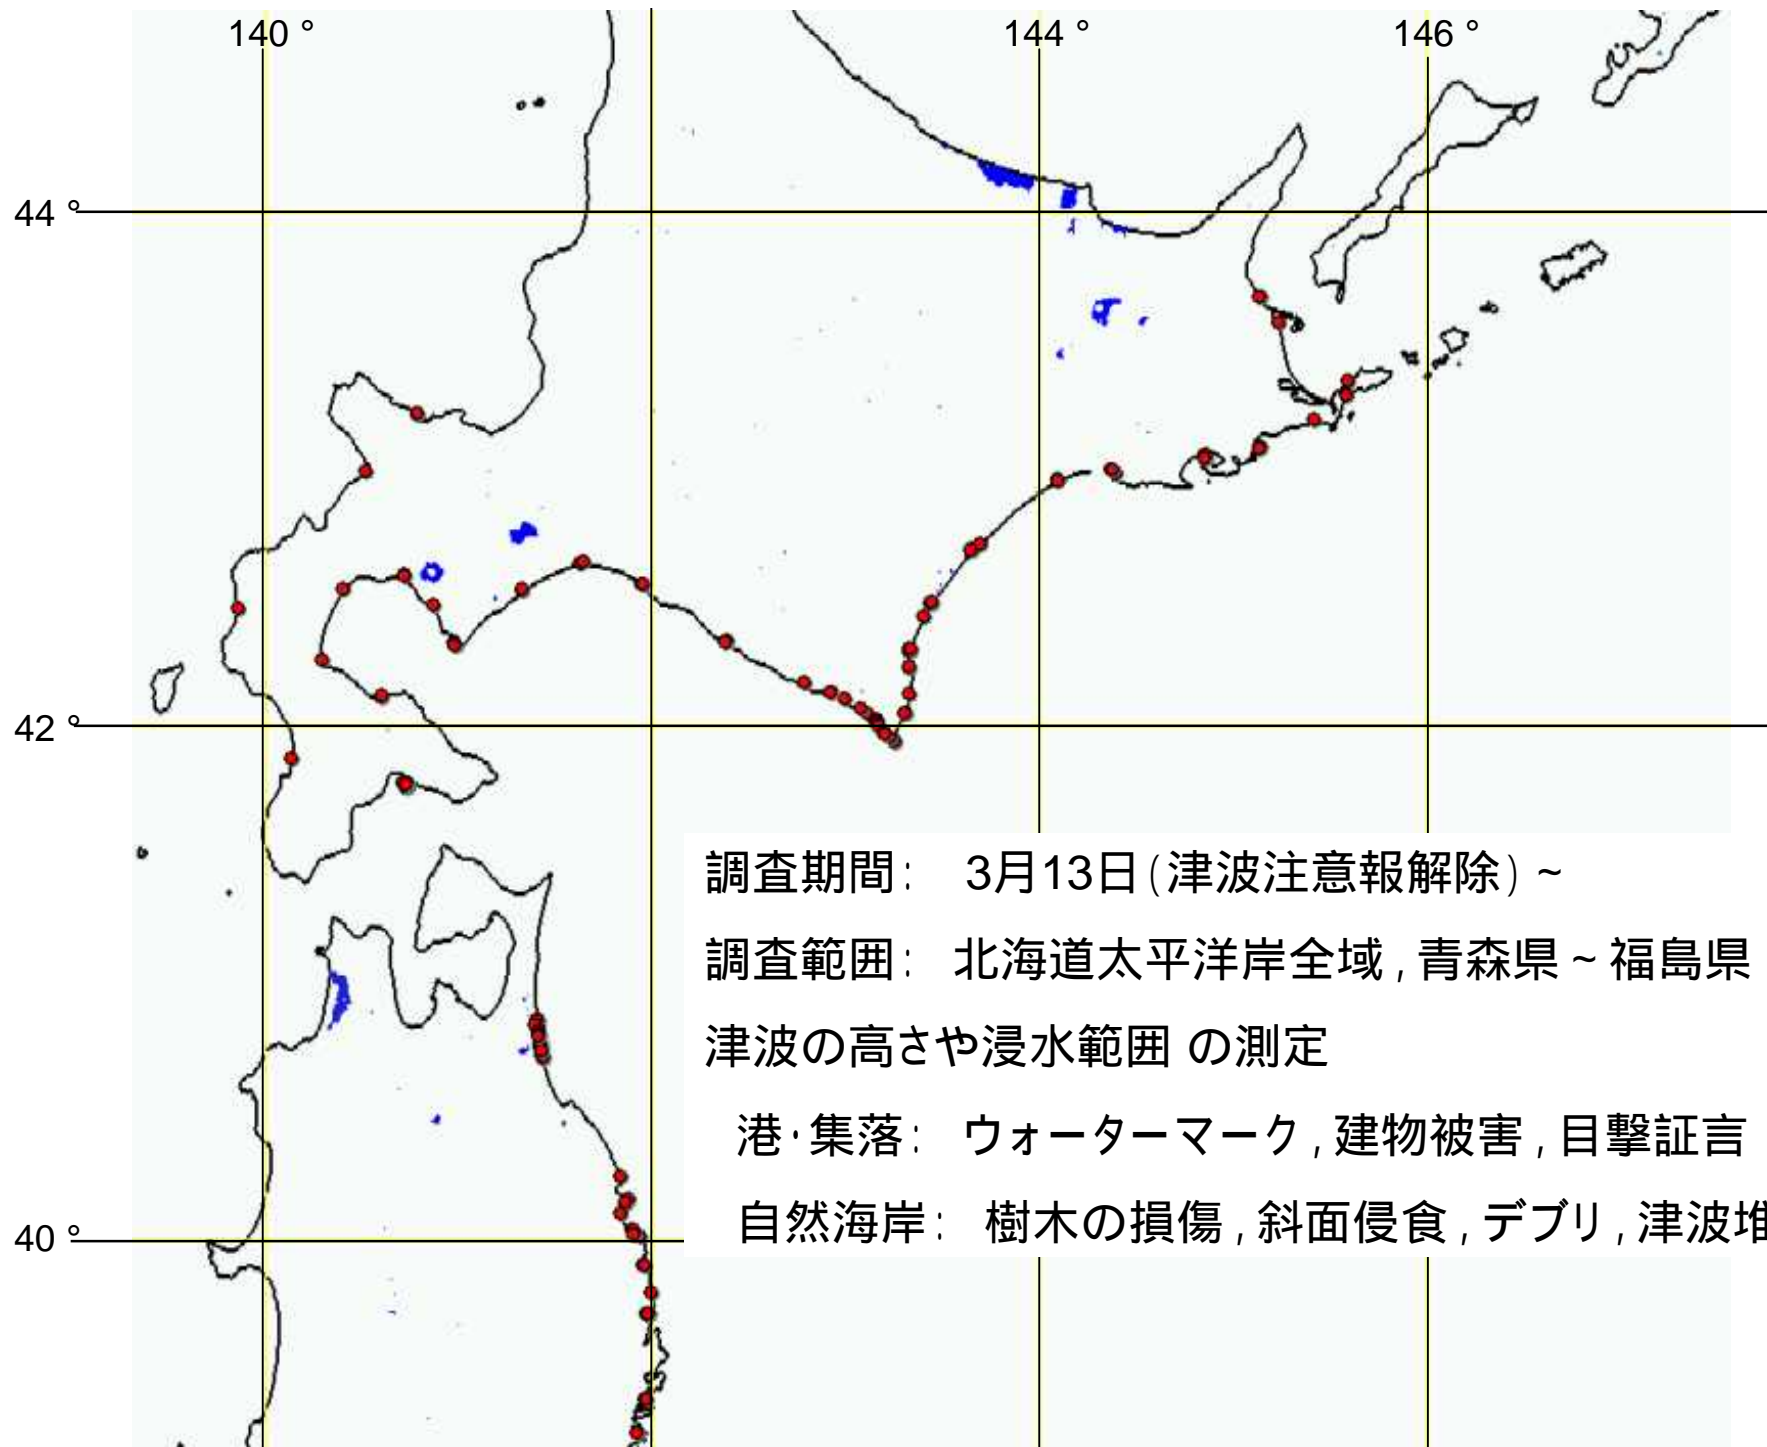 140 °
144 °
146 °
44 °
42 °
調査期間： 3月13日(津波注意報解除) ~
調査範囲： 北海道太平洋岸全域, 青森県 ~ 福島県
津波の高さや浸水範囲 の測定
港・集落： ウォーターマーク, 建物被害, 目撃証言
自然海岸： 樹木の損傷, 斜面侵食, デブリ, 津波堆
40 °